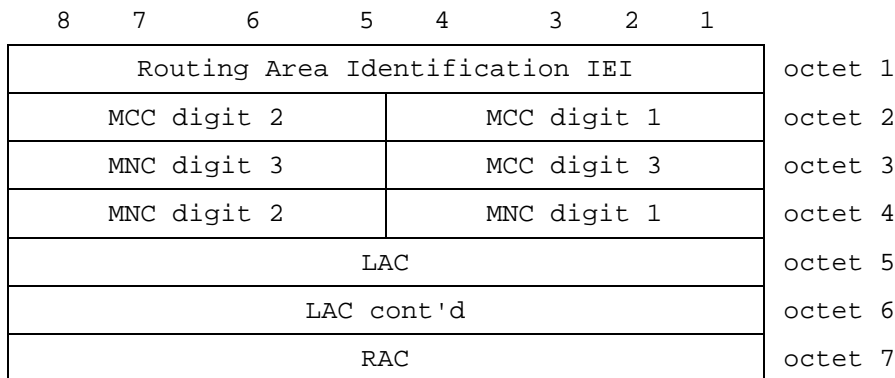 8 7 6 5 4 3 2 1
Routing Area Identification IEI octet 1
MCC digit 2 MCC digit 1 octet 2
MNC digit 3 MCC digit 3 octet 3
MNC digit 2 MNC digit 1 octet 4
LAC octet 5
LAC cont'd octet 6
RAC octet 7